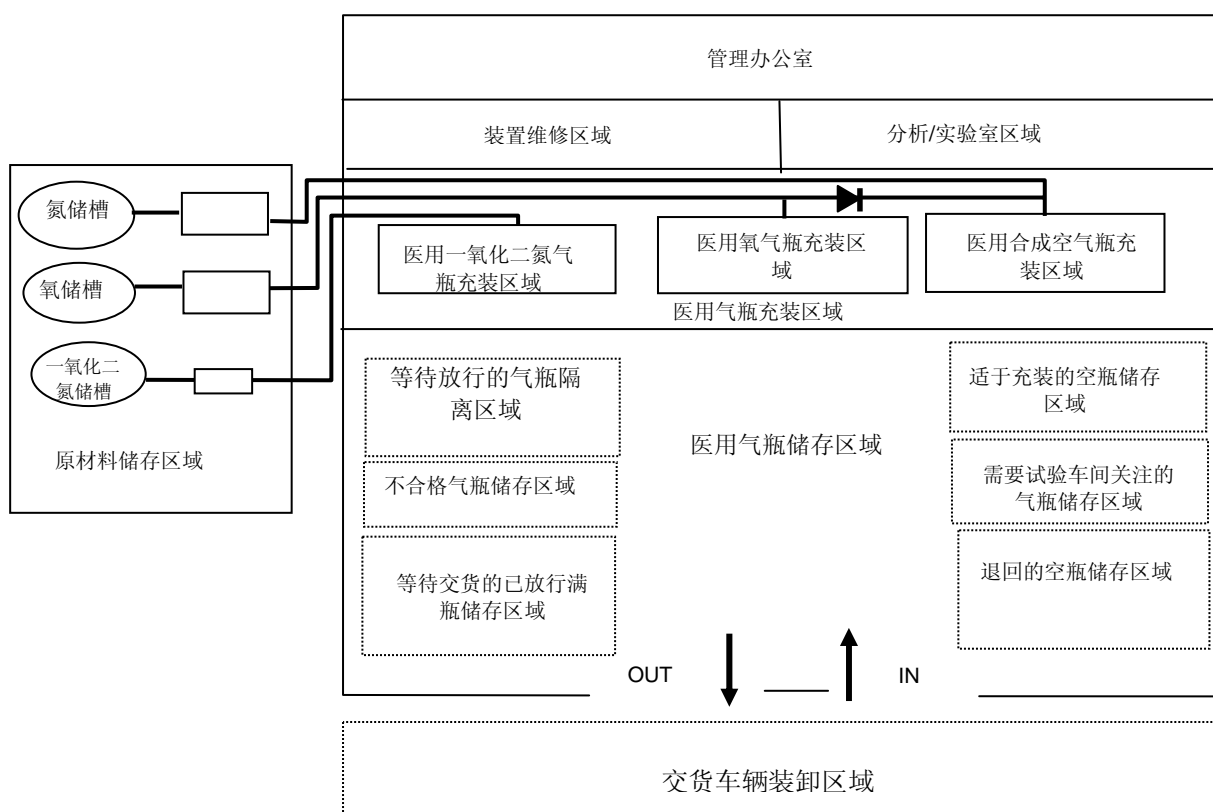 管理办公室
装置维修区域
分析/实验室区域
氮储槽
氧储槽
一氧化二
氮储槽
原材料储存区域
医用一氧化二氮气
瓶充装区域
医用氧气瓶充装区
域
医用合成空气瓶充
装区域
医用气瓶充装区域
等待放行的气瓶隔
离区域
不合格气瓶储存区域
等待交货的已放行满
瓶储存区域
医用气瓶储存区域
适于充装的空瓶储存
区域
需要试验车间关注的
气瓶储存区域
退回的空瓶储存区域
OUT
IN
交货车辆装卸区域